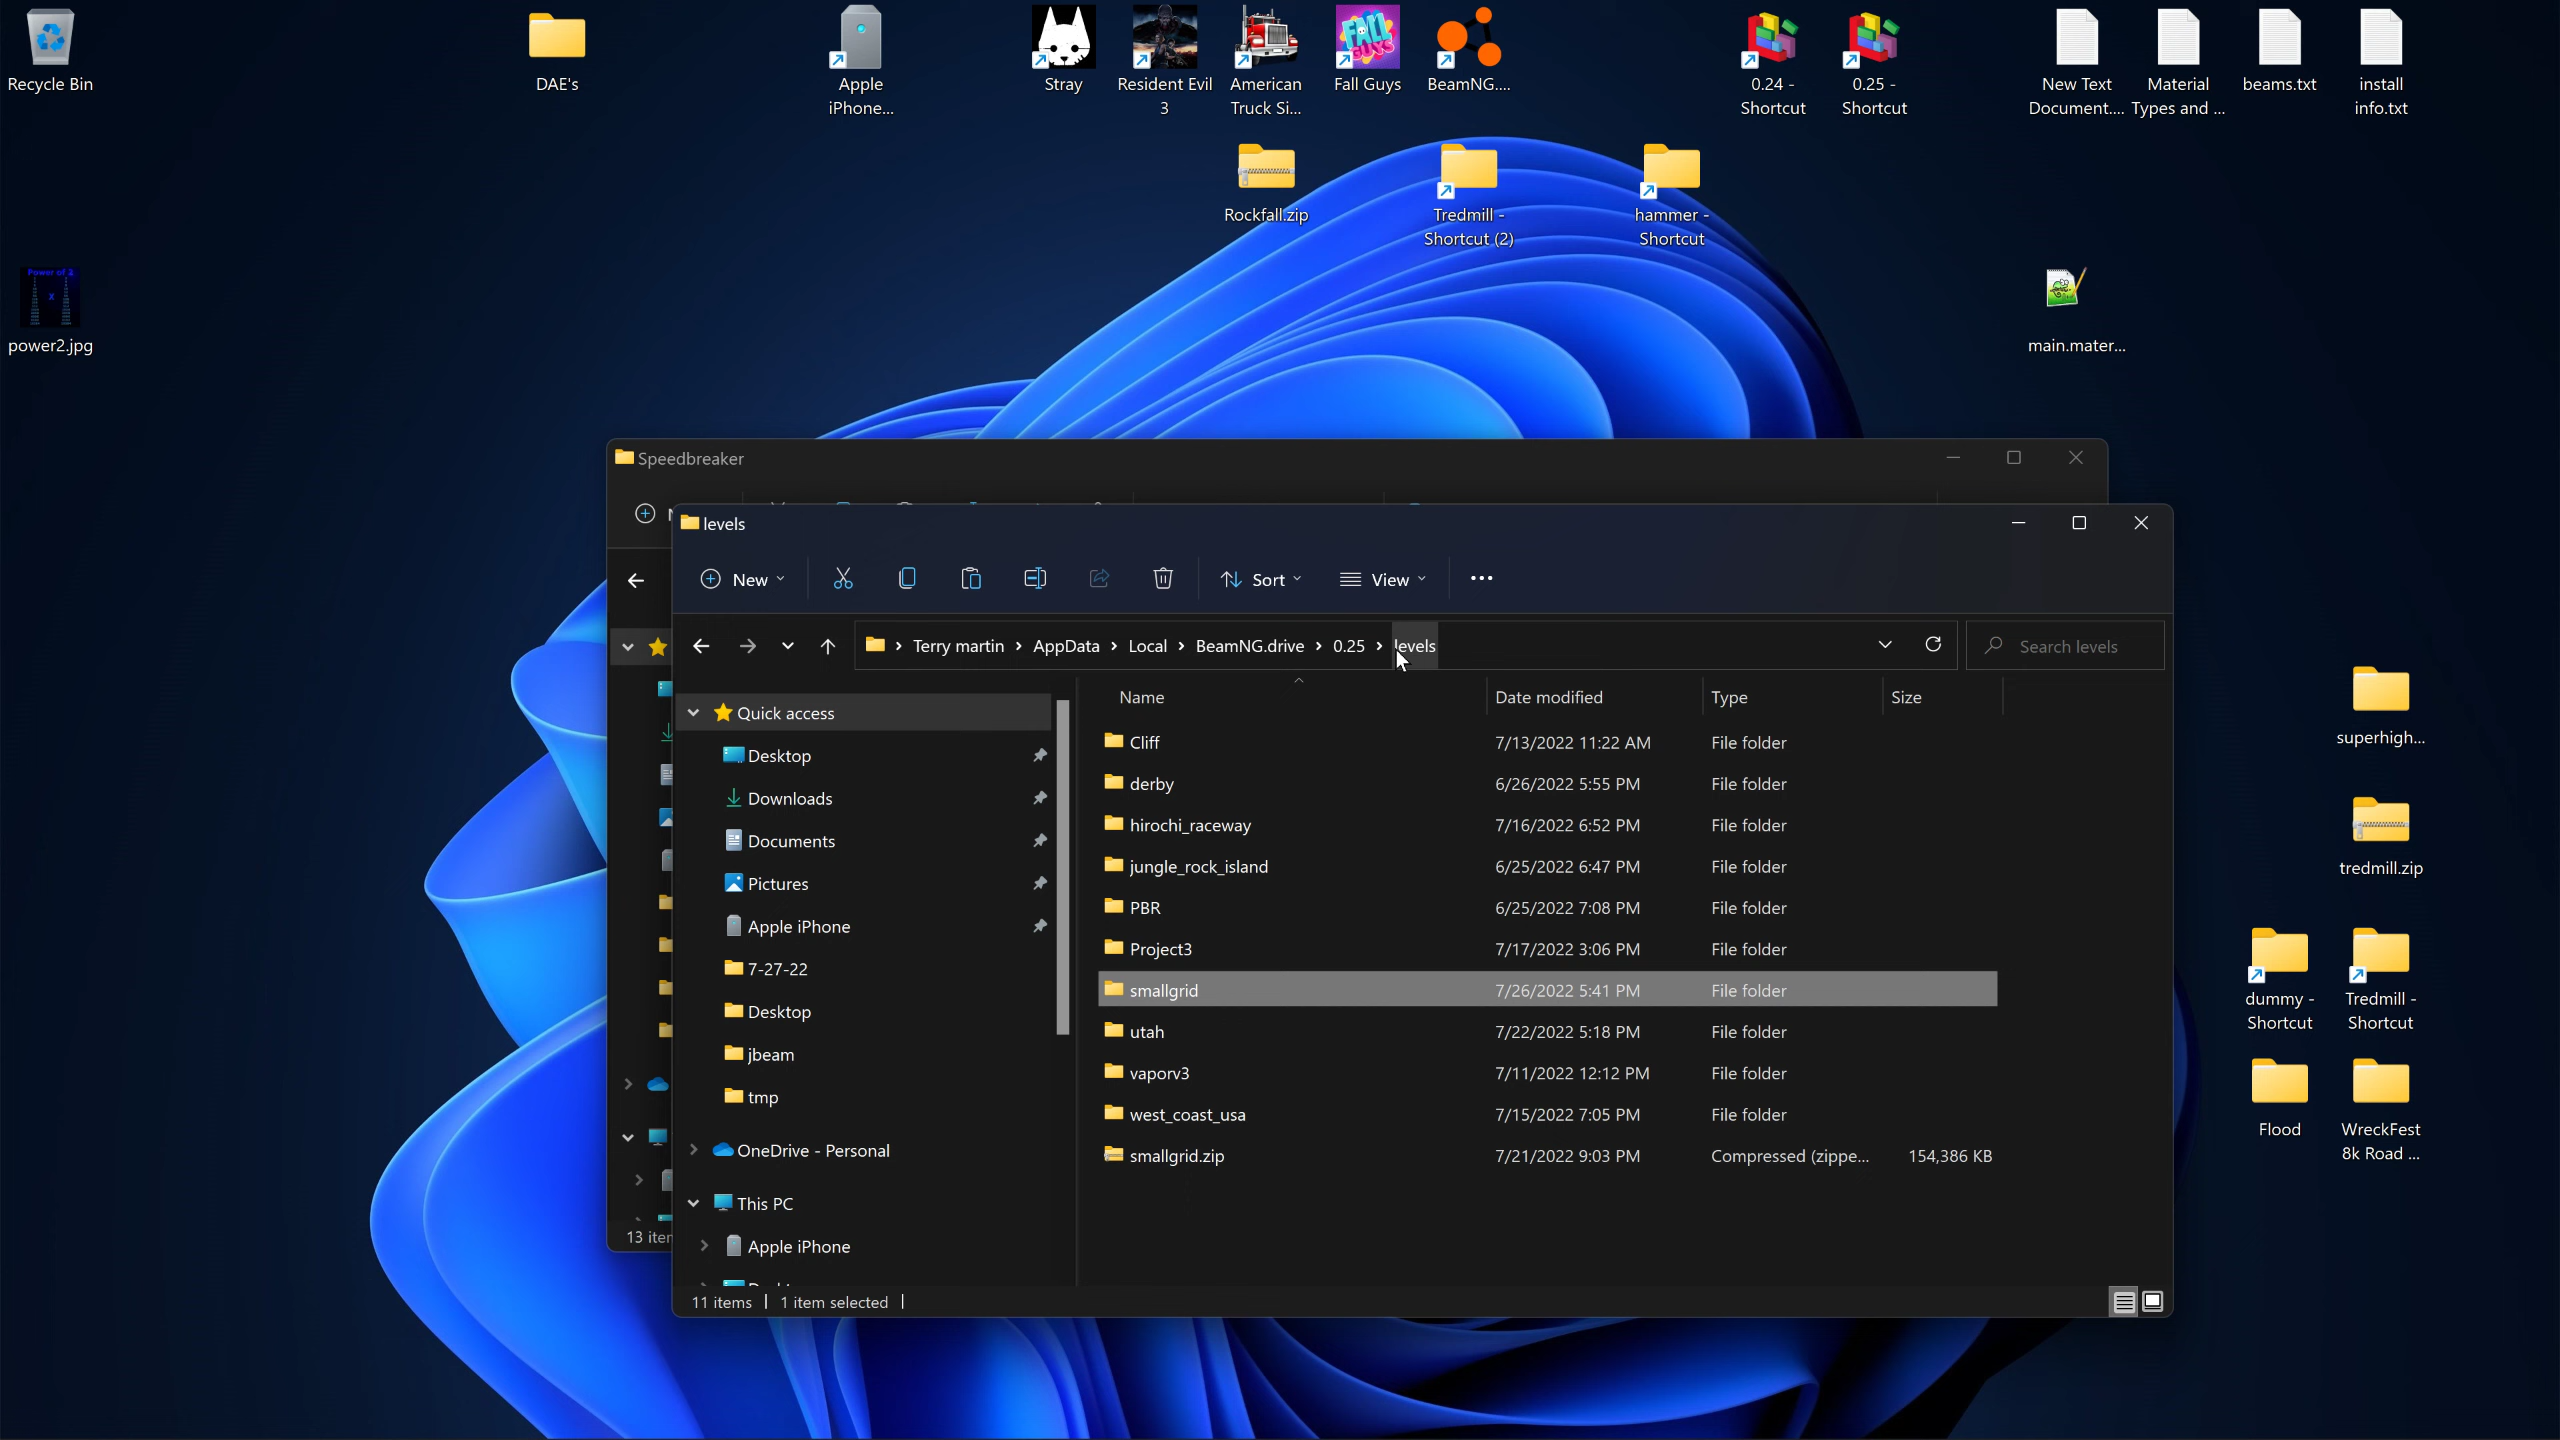 Recycle Bin
DAE's
Apple
iPhone...
Stray
Resident Evil
3
American
Truck Si...
Fall Guys
BeamNG....
0.24 -
Shortcut
0.25 -
Shortcut
New Text
Document....
Material
Types and ...
beams.txt
install
info.txt
Rockfall.zip
Tredmill -
Shortcut (2)
hammer -
Shortcut
Power of 2
X
power2.jpg
main.mater...
Speedbreaker
levels
New
Sort
View
Terry martin
AppData
Local
BeamNG.drive
0.25
levels
Search levels
Name
Date modified
Type
Size
Quick access
Desktop
Downloads
Documents
Pictures
Apple iPhone
7-27-22
Desktop
jbeam
tmp
OneDrive - Personal
This PC
Apple iPhone
Cliff 7/13/2022 11:22 AM File folder
derby 6/26/2022 5:55 PM File folder
hirochi_raceway 7/16/2022 6:52 PM File folder
jungle_rock_island 6/25/2022 6:47 PM File folder
PBR 6/25/2022 7:08 PM File folder
Project3 7/17/2022 3:06 PM File folder
smallgrid 7/26/2022 5:41 PM File folder
utah 7/22/2022 5:18 PM File folder
vaporv3 7/11/2022 12:12 PM File folder
west_coast_usa 7/15/2022 7:05 PM File folder
smallgrid.zip 7/21/2022 9:03 PM Compressed (zippe... 154,386 KB
13
11 items
1 item selected
superhigh...
tredmill.zip
dummy -
Shortcut
Tredmill -
Shortcut
Flood
WreckFest
8k Road ...